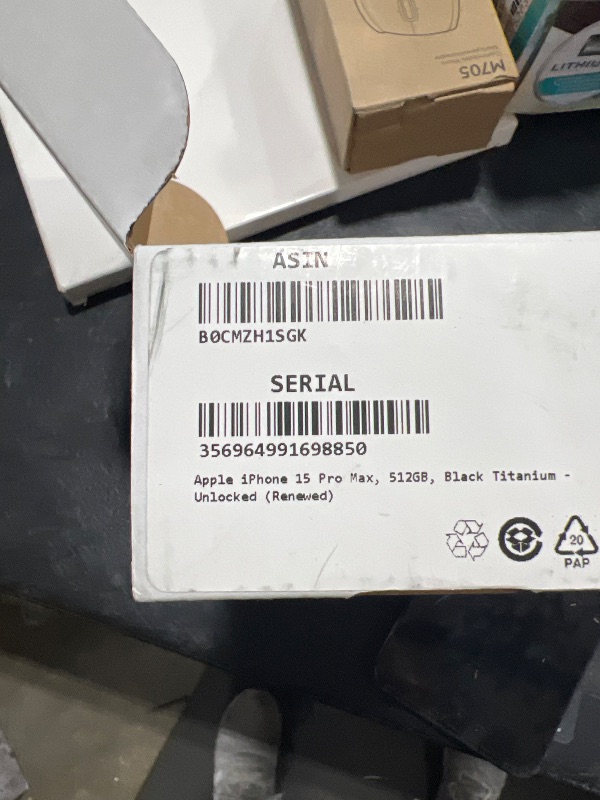 M705
LITHIU
ASIN
B0CMZH1SGK
SERIAL
356964991698850
Apple iPhone 15 Pro Max, 512GB, Black Titanium -
Unlocked (Renewed)
20
PAP